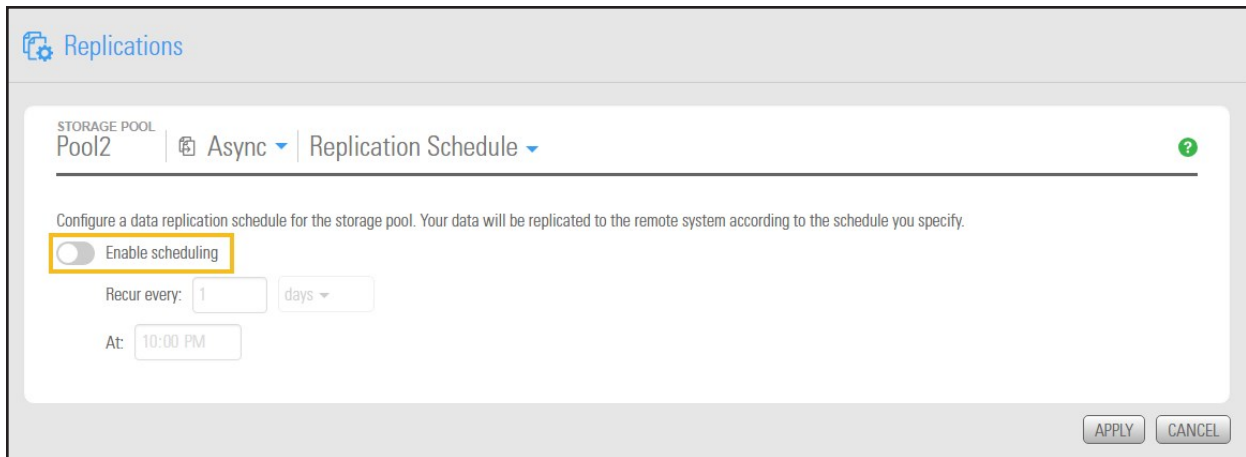 Replications
STORAGE POOL
Pool2 Async Replication Schedule
?
Configure a data replication schedule for the storage pool. Your data will be replicated to the remote system according to the schedule you specify.
Enable scheduling
Recur every: 1 days
At: 10:00 PM
APPLY CANCEL